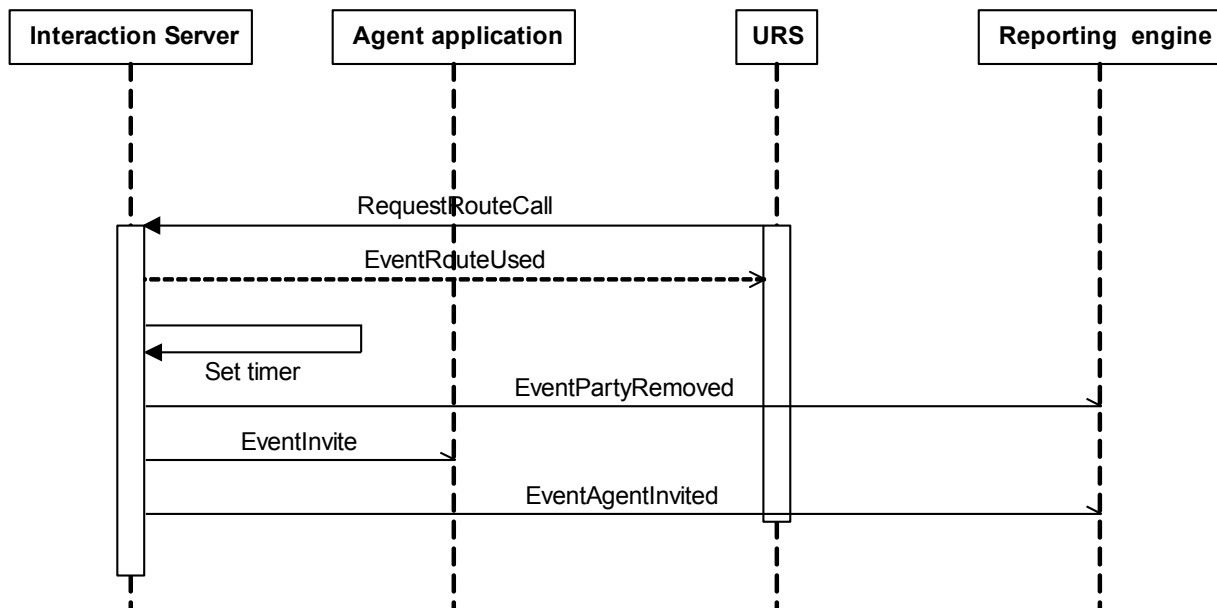 Interaction Server
Agent application
URS
Reporting engine
RequestRouteCall
EventRouteUsed
Set timer
EventPartyRemoved
EventInvite
EventAgentInvited